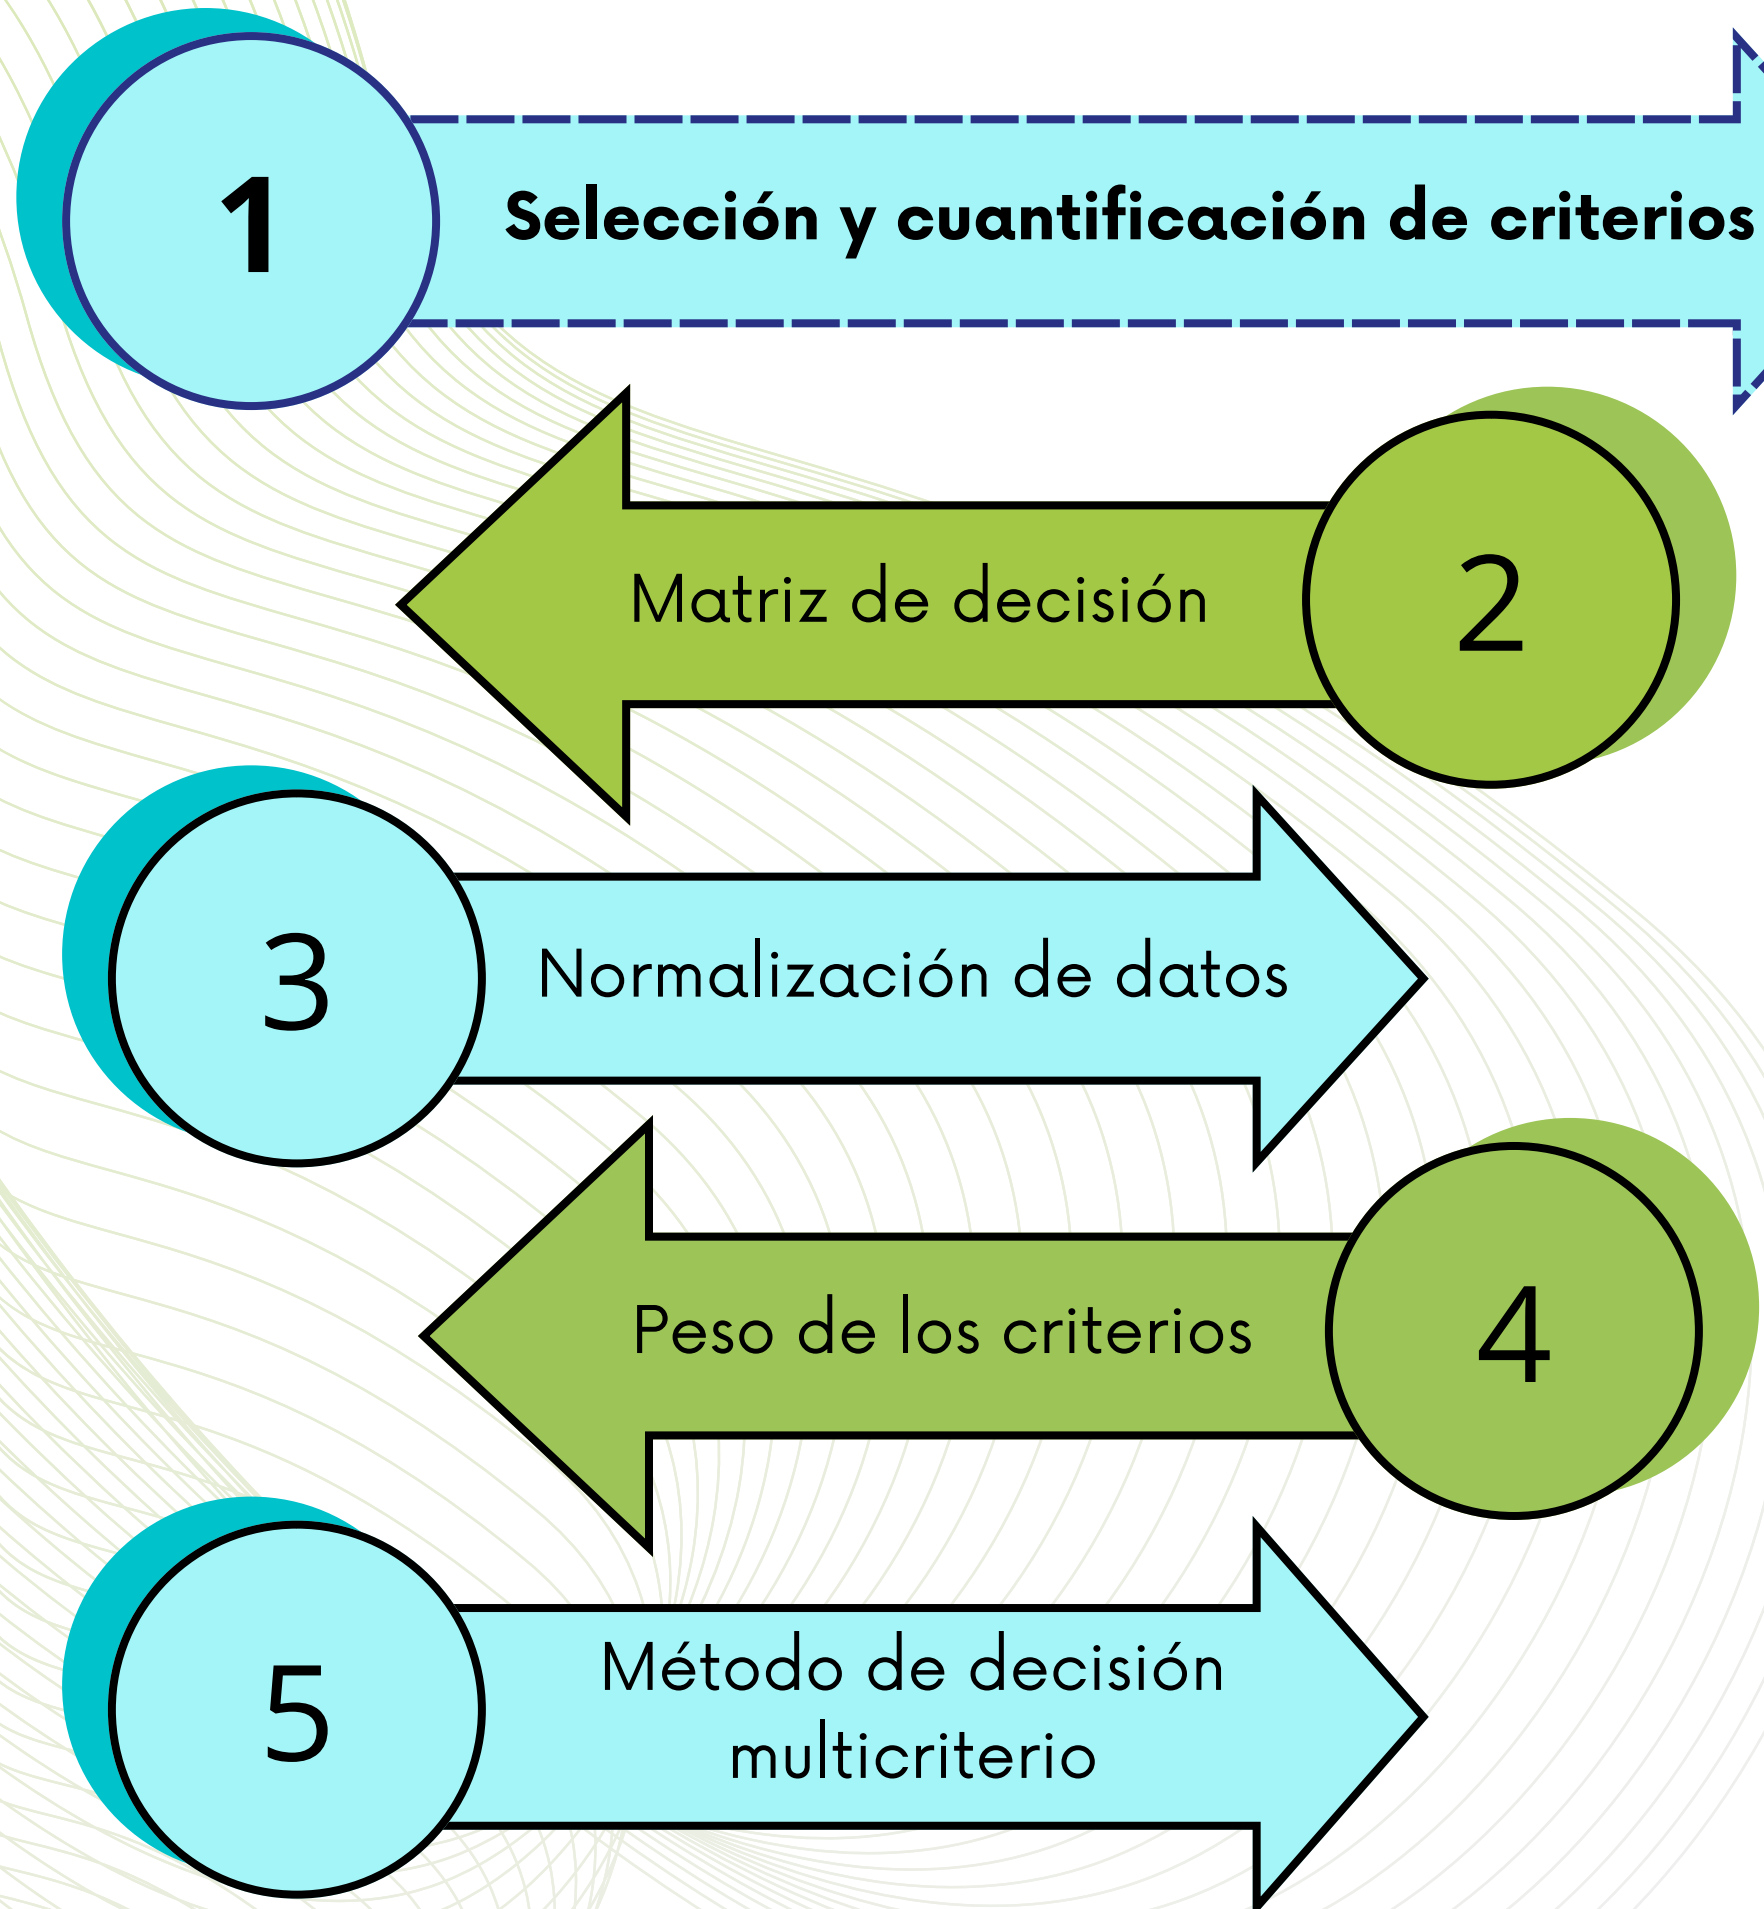 1
Selección y cuantificación de criterios
Matriz de decisión
2
3
Normalización de datos
Peso de los criterios
4
5
Método de decisión
multicriterio